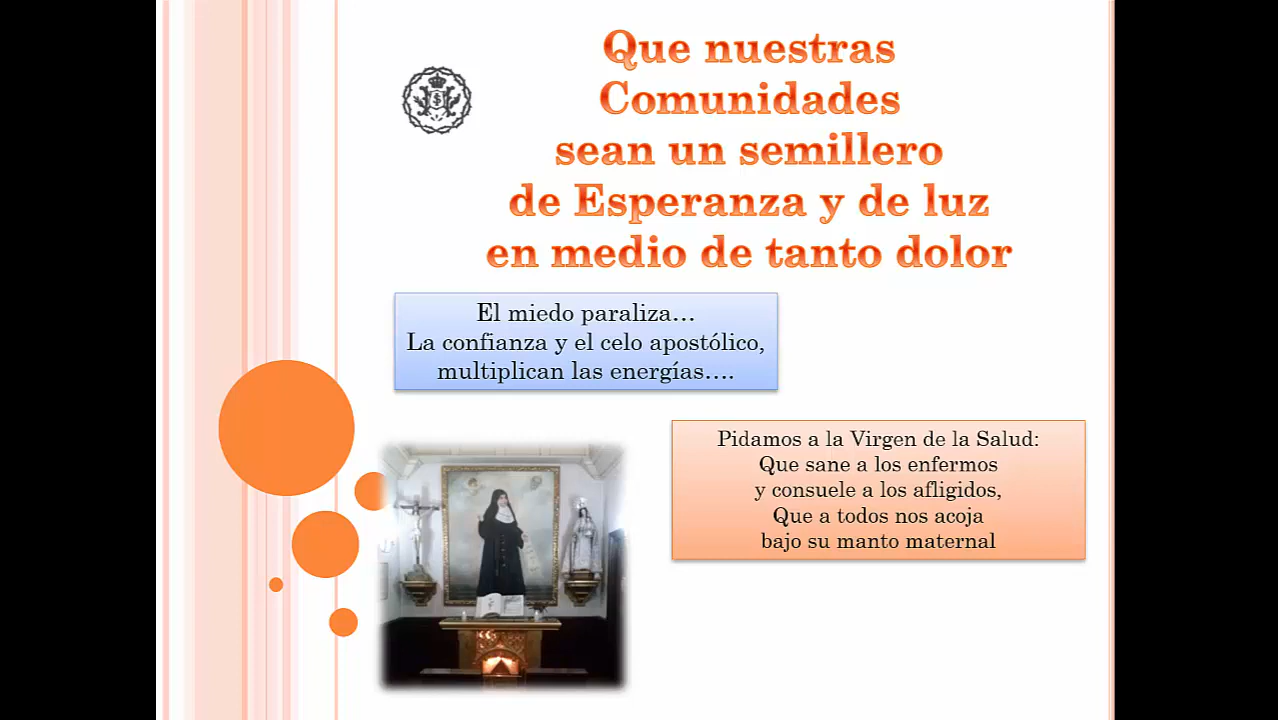 Que nuestras
Comunidades
sean un semillero
de Esperanza y de luz
en medio de tanto dolor
El miedo paraliza…
La confianza y el celo apostólico,
multiplican las energías….
Pidamos a la Virgen de la Salud:
Que sane a los enfermos
y consuele a los afligidos,
Que a todos nos acoja
bajo su manto maternal